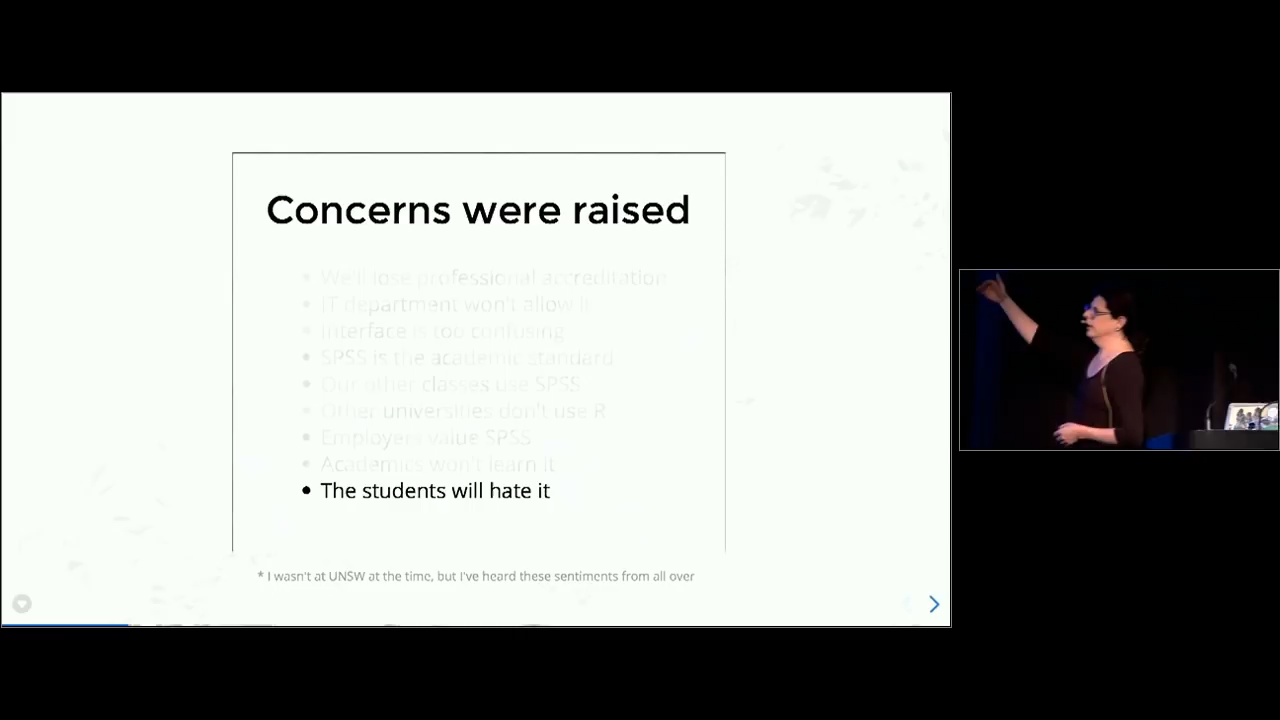 Concerns were raised
• We'll lose professional accreditation
• IT department won't allow it
• Interface is too confusing
• SPSS is the academic standard
• Our other classes use SPSS
• Other universities don't use R
• Employers value SPSS
• Academics won't learn it
• The students will hate it
* I wasn't at UNSW at the time, but I've heard these sentiments from all over